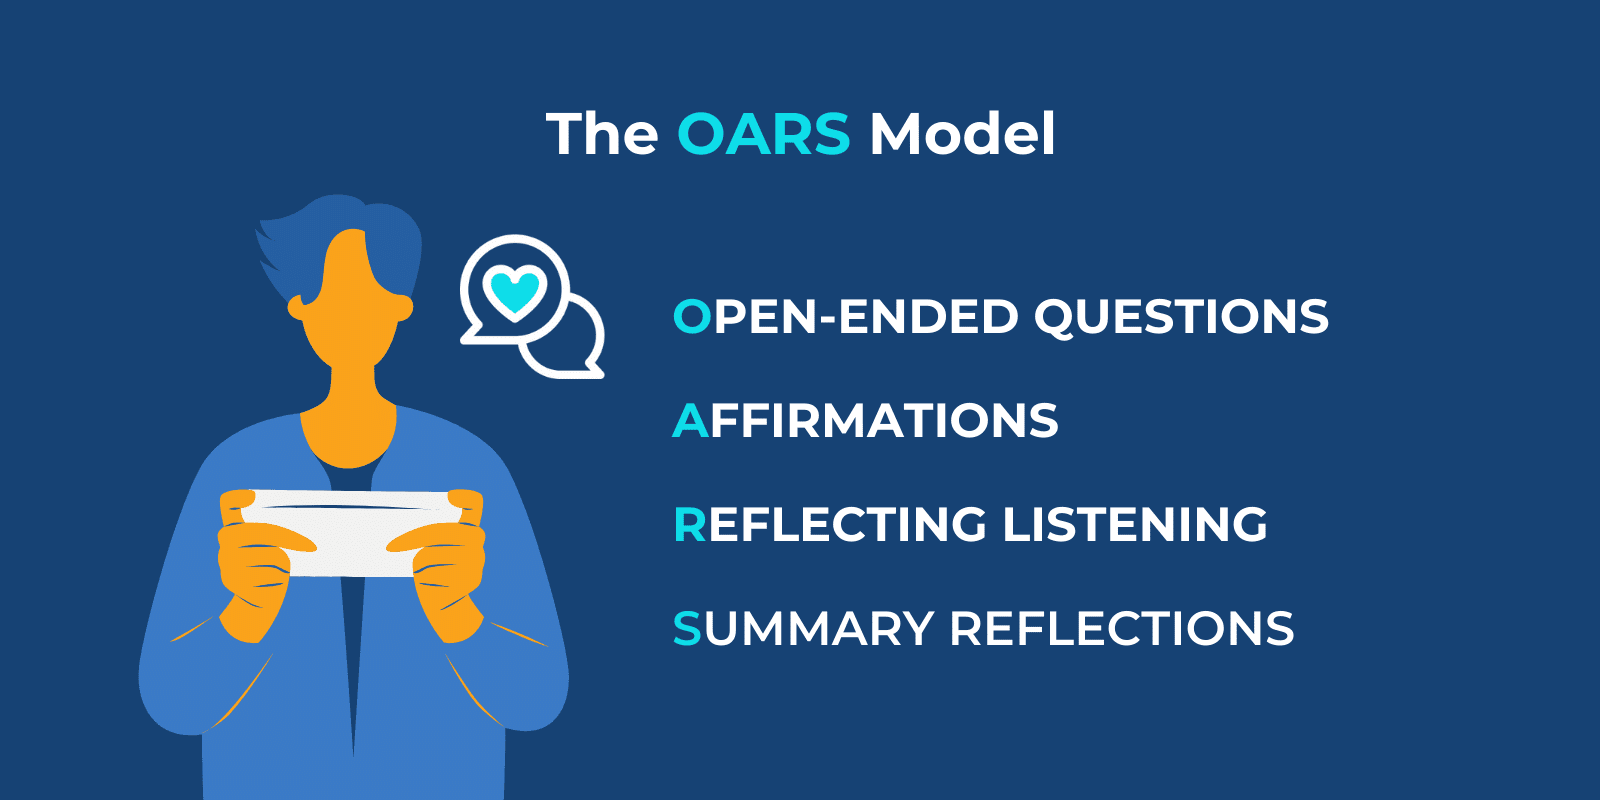 The OARS Model
OPEN-ENDED QUESTIONS
AFFIRMATIONS
REFLECTING LISTENING
SUMMARY REFLECTIONS